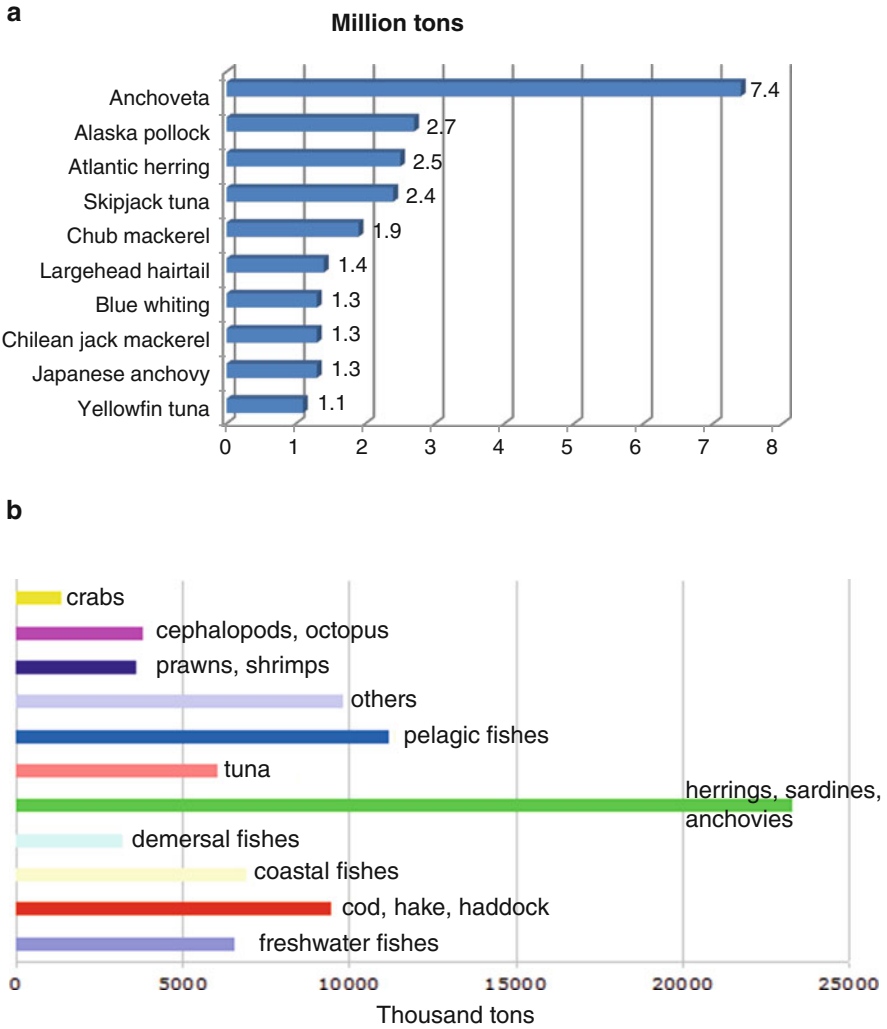 a
Million tons
Anchoveta 7.4
Alaska pollock 2.7
Atlantic herring 2.5
Skipjack tuna 2.4
Chub mackerel 1.9
Largehead hairtail 1.4
Blue whiting 1.3
Chilean jack mackerel 1.3
Japanese anchovy 1.3
Yellowfin tuna 1.1
0 1 2 3 4 5 6 7 8
b
crabs
cephalopods, octopus
prawns, shrimps
others
pelagic fishes
tuna
herrings, sardines,
anchovies
demersal fishes
coastal fishes
cod, hake, haddock
freshwater fishes
0 5000 10000 15000 20000 25000
Thousand tons